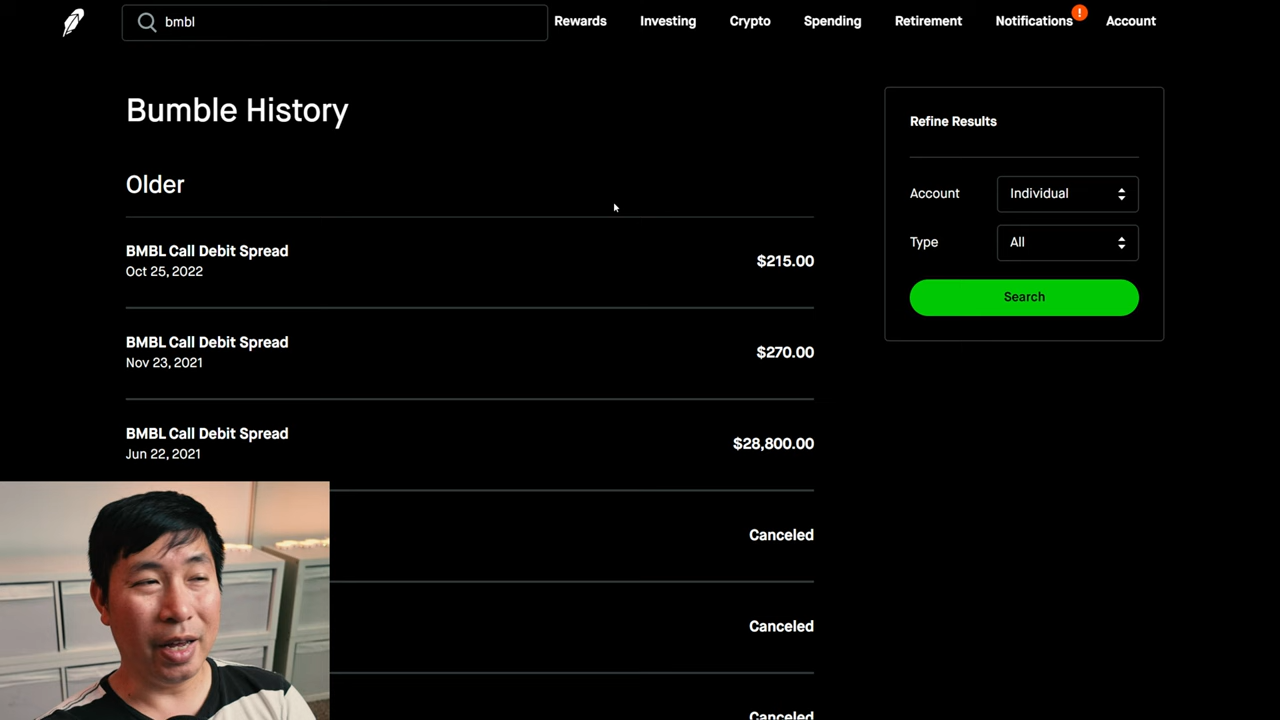 bmbl
Rewards
Investing
Crypto
Spending
Retirement
Notifications
!
Account
Bumble History
Older
BMBL Call Debit Spread
Oct 25, 2022
$215.00
BMBL Call Debit Spread
Nov 23, 2021
$270.00
BMBL Call Debit Spread
Jun 22, 2021
$28,800.00
Canceled
Canceled
Canceled
Refine Results
Account
Individual
Type
All
Search